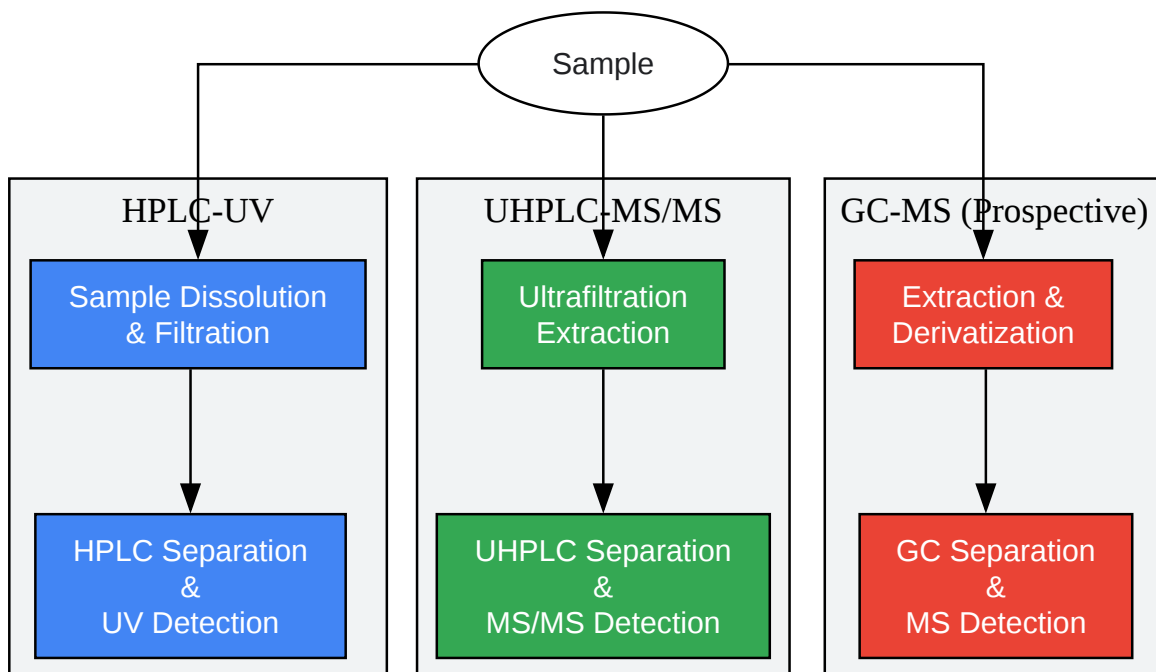 Sample
HPLC-UV
UHPLC-MS/MS
GC-MS (Prospective)
Sample Dissolution
& Filtration
Ultrafiltration
Extraction
Extraction &
Derivatization
HPLC Separation
&
UV Detection
UHPLC Separation
&
MS/MS Detection
GC Separation
&
MS Detection